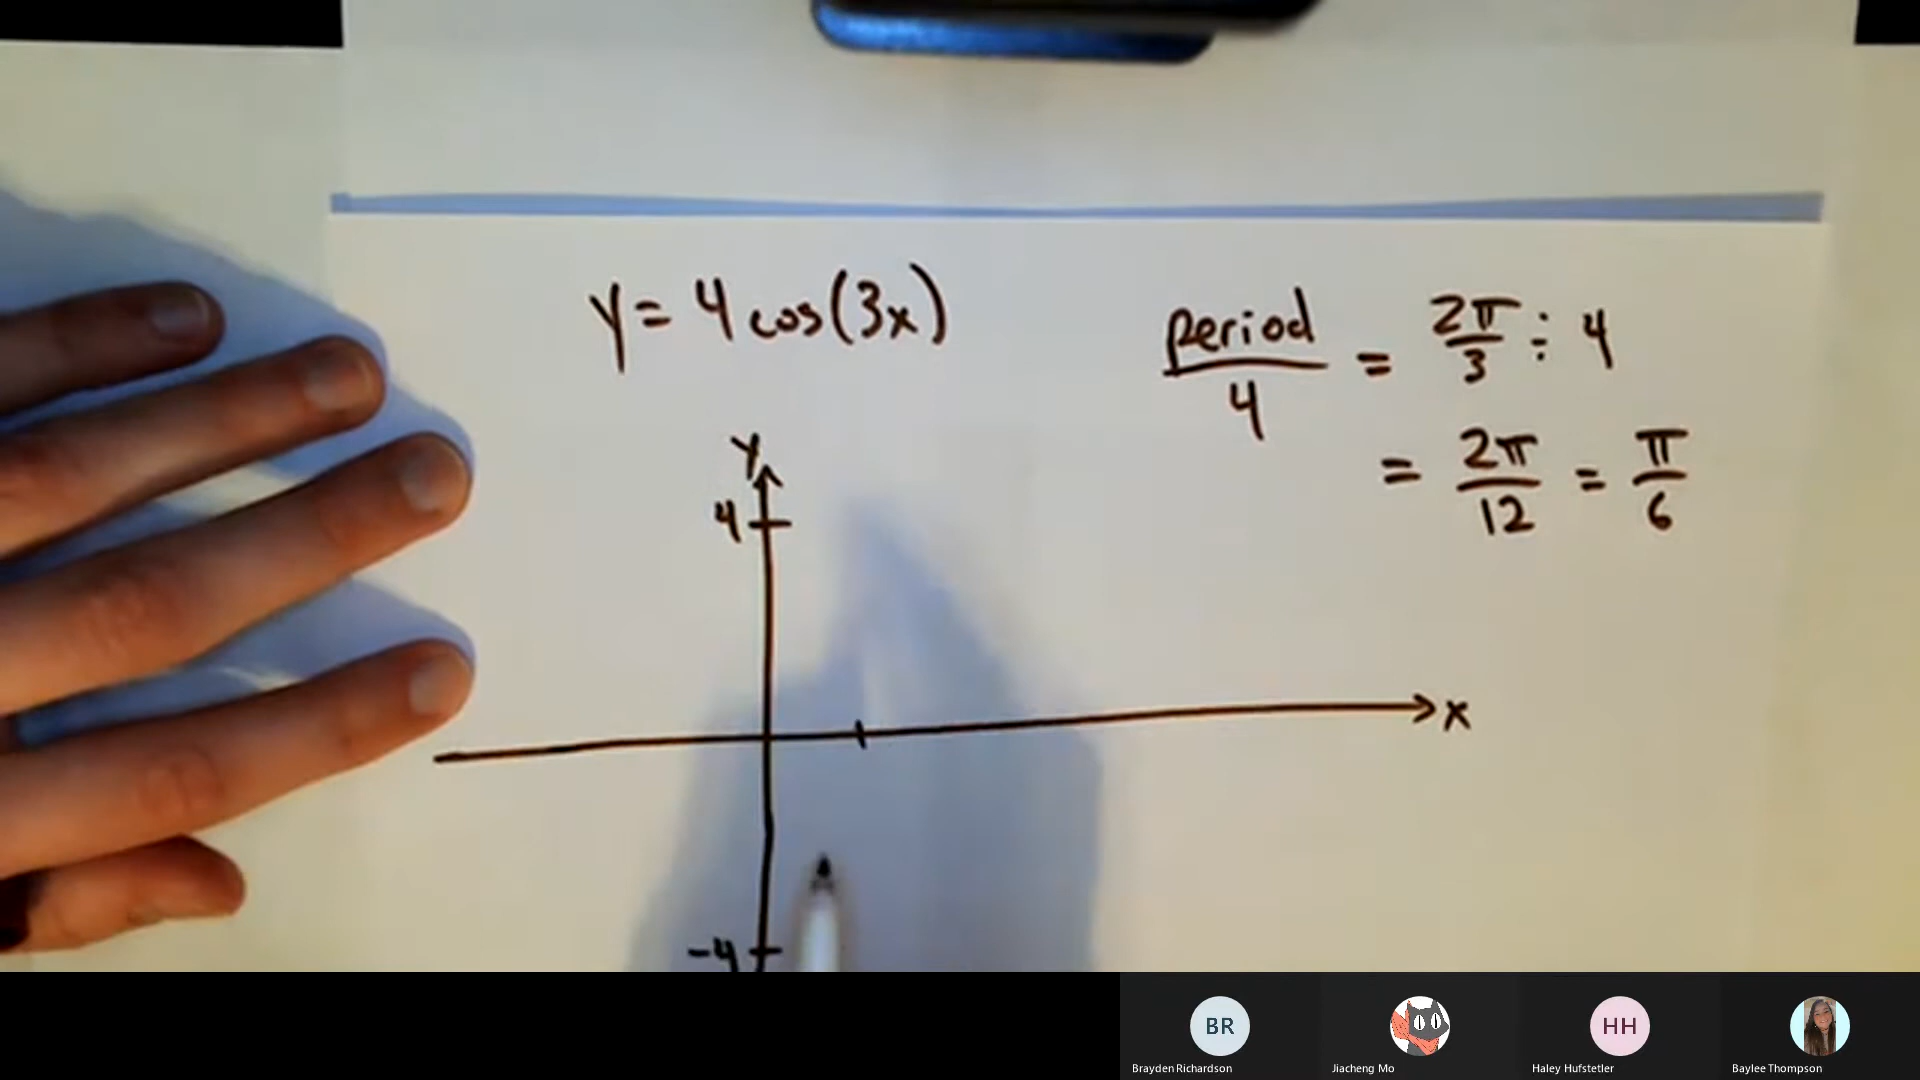 y = 4 cos(3x)
period/4 = 2π/3 ÷ 4
= 2π/12 = π/6
y
4
x
-4
BR
HH
Brayden Richardson
Jiacheng Mo
Haley Hufstetler
Baylee Thompson